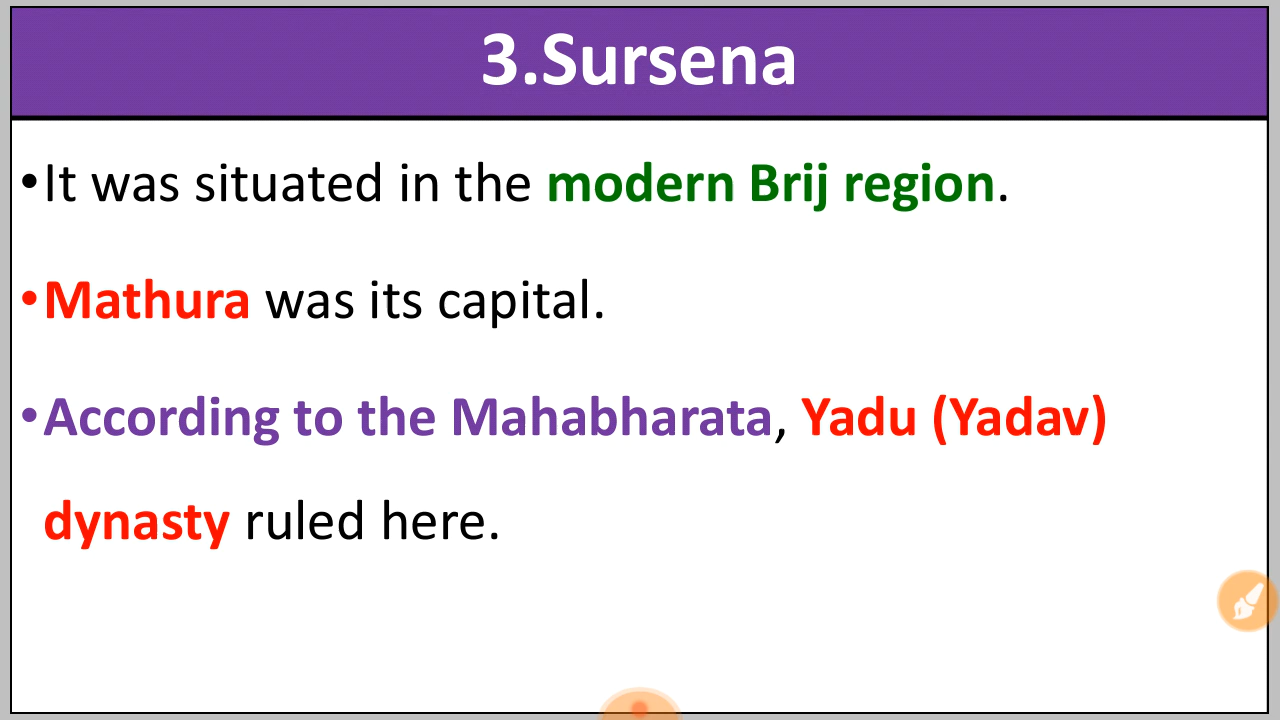 3.Sursena
•It was situated in the modern Brij region.
•Mathura was its capital.
•According to the Mahabharata, Yadu (Yadav)
dynasty ruled here.